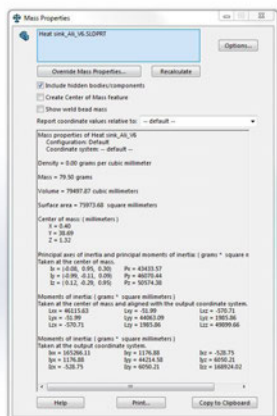 Mass Properties
Heat sink_Ali_V6.SLDPRT
Options...
Override Mass Properties...
Recalculate
Include hidden bodies/components
Create Center of Mass feature
Show weld bead mass
Report coordinate values relative to: -- default --
Mass properties of Heat sink_Ali_V6
Configuration: Default
Coordinate system: -- default --
Density = 0.00 grams per cubic millimeter
Mass = 79.50 grams
Volume = 79497.87 cubic millimeters
Surface area = 75973.68 square millimeters
Center of mass: ( millimeters )
X = 0.40
Y = 38.69
Z = 1.32
Principal axes of inertia and principal moments of inertia: ( grams * square
Taken at the center of mass.
Ix = (-0.08, 0.95, 0.30) Px = 43433.57
Iy = (-0.99, -0.11, 0.09) Py = 46070.44
Iz = ( 0.12, -0.29, 0.95) Pz = 50574.38
Moments of inertia: ( grams * square millimeters )
Taken at the center of mass and aligned with the output coordinate system.
Lxx = 46115.63 Lxy = -51.99 Lxz = -570.71
Lyx = -51.99 Lyy = 44063.09 Lyz = 1985.86
Lzx = -570.71 Lzy = 1985.86 Lzz = 49899.66
Moments of inertia: ( grams * square millimeters )
Taken at the output coordinate system.
Ixx = 165266.11 Ixy = 1176.88 Ixz = -528.75
Iyx = 1176.88 Iyy = 44214.58 Iyz = 6050.21
Izx = -528.75 Izy = 6050.21 Izz = 168924.02
Help
Print...
Copy to Clipboard